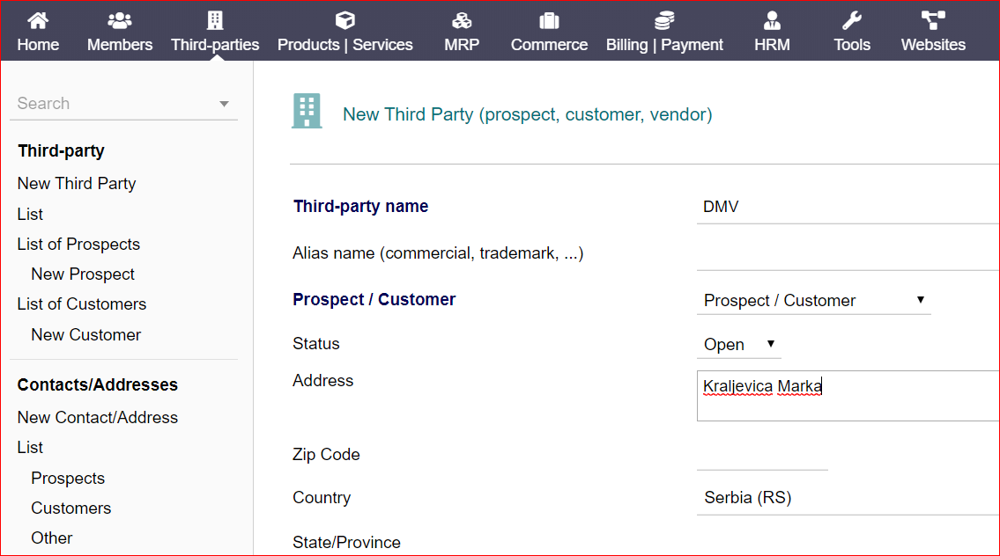 Home Members Third-parties Products | Services MRP Commerce Billing | Payment HRM Tools Websites
Search
Third-party
New Third Party
List
List of Prospects
New Prospect
List of Customers
New Customer
Contacts/Addresses
New Contact/Address
List
Prospects
Customers
Other
New Third Party (prospect, customer, vendor)
Third-party name DMV
Alias name (commercial, trademark, ...)
Prospect / Customer Prospect / Customer
Status Open
Address Kraljevica Marka
Zip Code
Country Serbia (RS)
State/Province